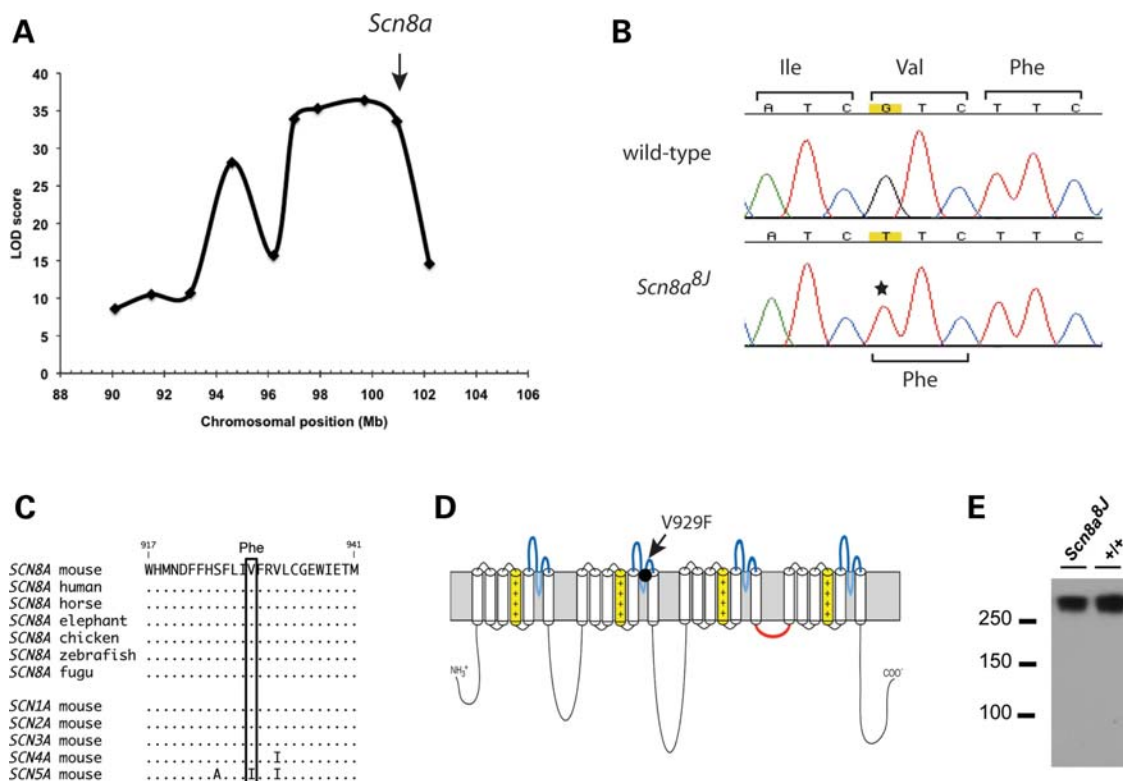 A
Scn8a
40
35
30
25
20
15
10
5
0
LOD score
88 90 92 94 96 98 100 102 104 106
Chromosomal position (Mb)
B
Ile Val Phe
A T C G T C T T C
wild-type
A T C T T C T T C
Scn8a8J
★
Phe
C
Phe
917 941
SCN8A mouse WHMNDFFHSFLIVFRVLCGEWIETM
SCN8A human .........................
SCN8A horse .........................
SCN8A elephant .........................
SCN8A chicken .........................
SCN8A zebrafish .........................
SCN8A fugu .........................
SCN1A mouse .........................
SCN2A mouse .........................
SCN3A mouse .........................
SCN4A mouse ...............I.........
SCN5A mouse ........A...I..I.........
D
V929F
+ + + +
+ + + +
+ + + +
+ + + +
NH3+
COO-
E
Scn8a8J +/+
250
150
100